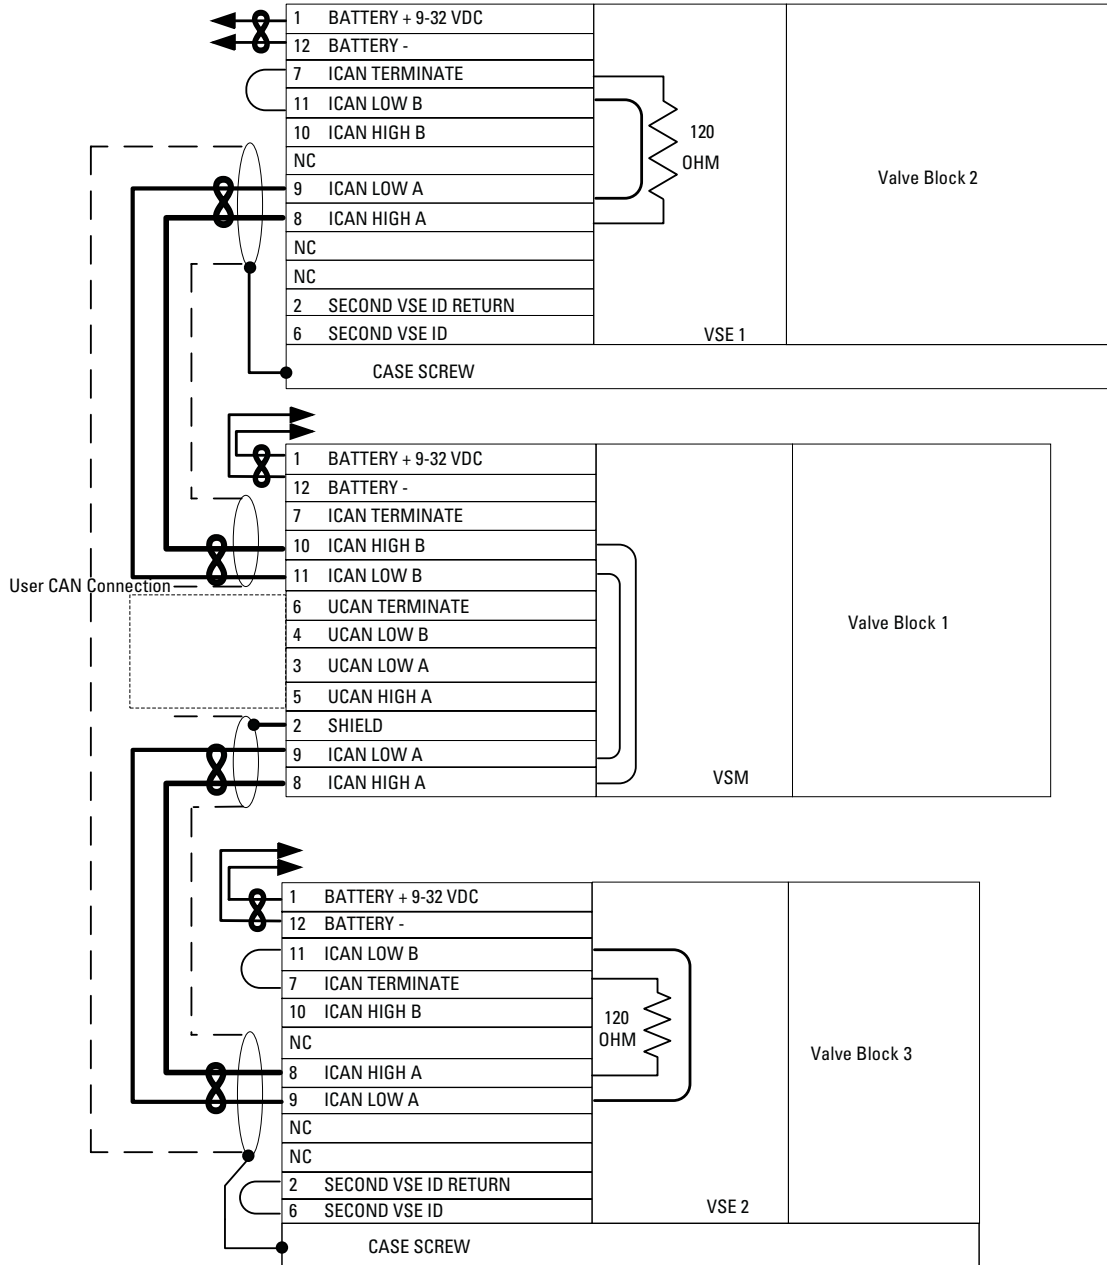 1 BATTERY + 9-32 VDC
12 BATTERY -
7 ICAN TERMINATE
11 ICAN LOW B
10 ICAN HIGH B
NC
9 ICAN LOW A
8 ICAN HIGH A
NC
NC
2 SECOND VSE ID RETURN
6 SECOND VSE ID
CASE SCREW
120
OHM
VSE 1
Valve Block 2
1 BATTERY + 9-32 VDC
12 BATTERY -
7 ICAN TERMINATE
10 ICAN HIGH B
11 ICAN LOW B
User CAN Connection
6 UCAN TERMINATE
4 UCAN LOW B
3 UCAN LOW A
5 UCAN HIGH A
2 SHIELD
9 ICAN LOW A
8 ICAN HIGH A
VSM
Valve Block 1
1 BATTERY + 9-32 VDC
12 BATTERY -
11 ICAN LOW B
7 ICAN TERMINATE
10 ICAN HIGH B
NC
8 ICAN HIGH A
9 ICAN LOW A
NC
NC
2 SECOND VSE ID RETURN
6 SECOND VSE ID
CASE SCREW
120
OHM
VSE 2
Valve Block 3